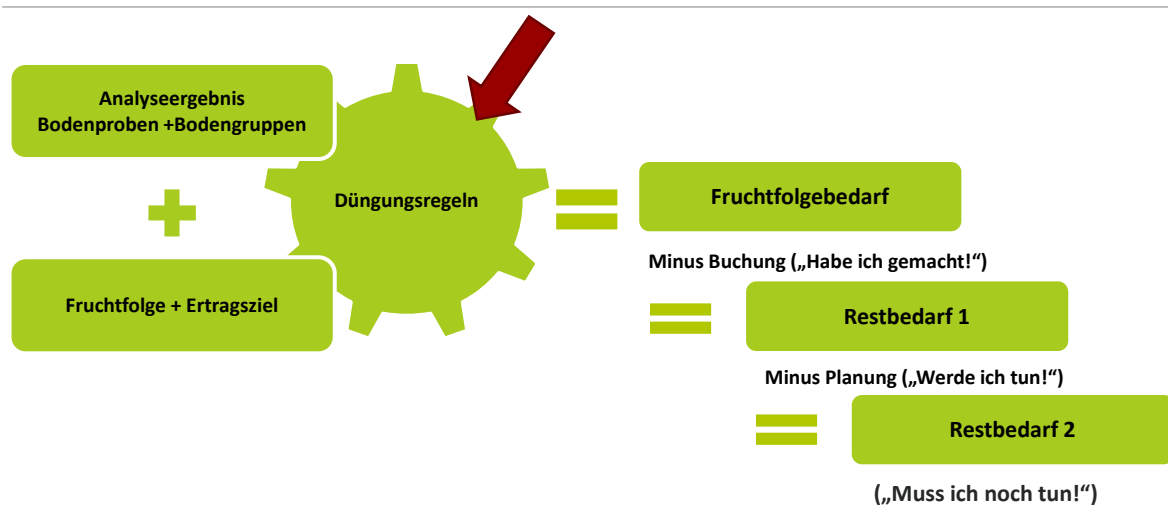 Analyseergebnis
Bodenproben +Bodengruppen
Düngungsregeln
Fruchtfolge + Ertragsziel
Fruchtfolgebedarf
Minus Buchung („Habe ich gemacht!“)
Restbedarf 1
Minus Planung („Werde ich tun!“)
Restbedarf 2
(„Muss ich noch tun!“)